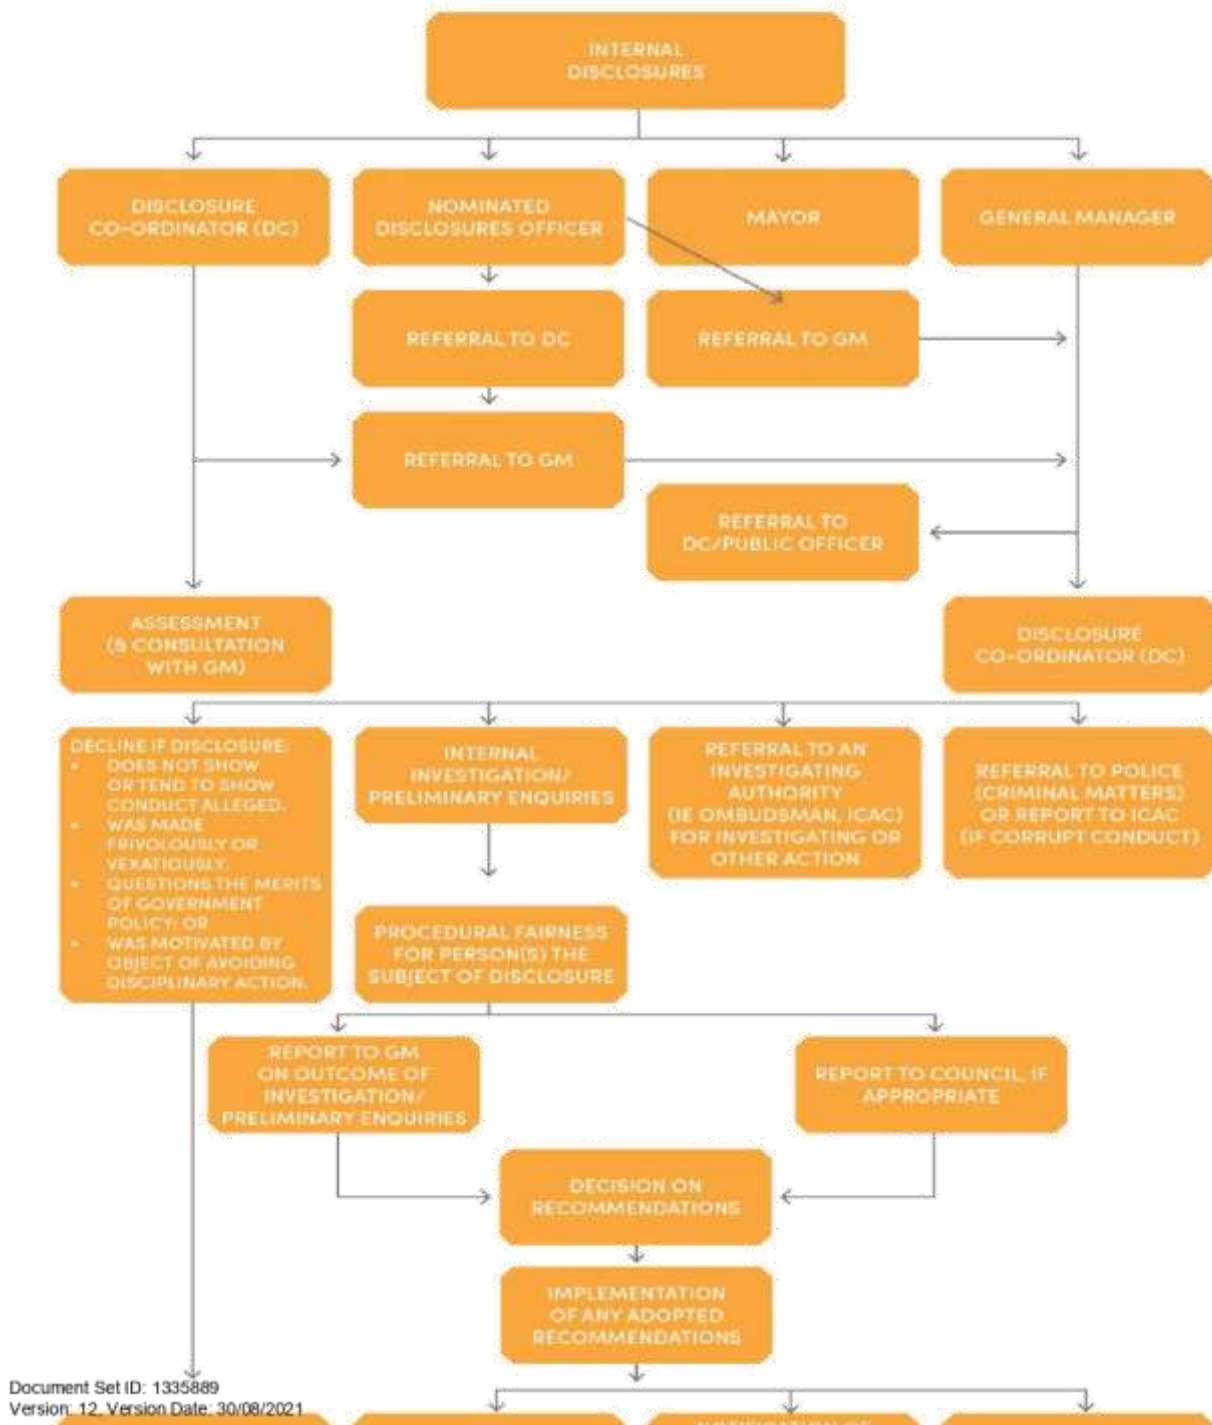 INTERNAL
DISCLOSURES
DISCLOSURE
CO-ORDINATOR (DC)
NOMINATED
DISCLOSURES OFFICER
MAYOR
GENERAL MANAGER
REFERRAL TO DC
REFERRAL TO GM
REFERRAL TO GM
REFERRAL TO
DC/PUBLIC OFFICER
ASSESSMENT
(& CONSULTATION
WITH GM)
DISCLOSURE
CO-ORDINATOR (DC)
DECLINE IF DISCLOSURE:
• DOES NOT SHOW
OR TEND TO SHOW
CONDUCT ALLEGED.
• WAS MADE
FRIVOLOUSLY OR
VEXATIOUSLY.
• QUESTIONS THE MERITS
OF GOVERNMENT
POLICY: OR
• WAS MOTIVATED BY
OBJECT OF AVOIDING
DISCIPLINARY ACTION.
INTERNAL
INVESTIGATION/
PRELIMINARY ENQUIRIES
REFERRAL TO AN
INVESTIGATING
AUTHORITY
(IE OMBUDSMAN, ICAC)
FOR INVESTIGATING OR
OTHER ACTION
REFERRAL TO POLICE
(CRIMINAL MATTERS)
OR REPORT TO ICAC
(IF CORRUPT CONDUCT)
PROCEDURAL FAIRNESS
FOR PERSON(S) THE
SUBJECT OF DISCLOSURE
REPORT TO GM
ON OUTCOME OF
INVESTIGATION/
PRELIMINARY ENQUIRIES
REPORT TO COUNCIL, IF
APPROPRIATE
DECISION ON
RECOMMENDATIONS
IMPLEMENTATION
OF ANY ADOPTED
RECOMMENDATIONS
Document Set ID: 1335889
Version: 12, Version Date: 30/08/2021